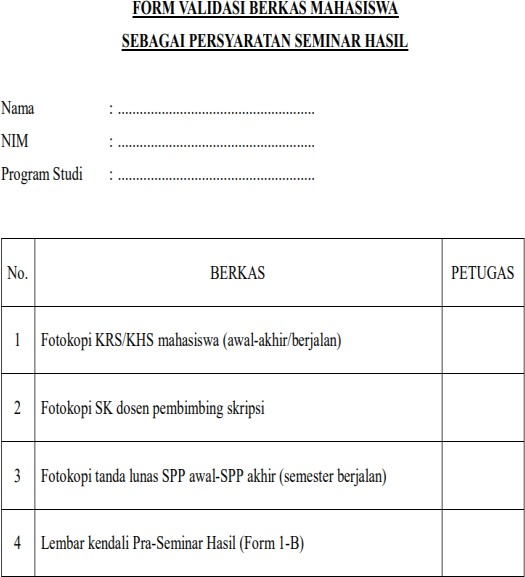 FORM VALIDASI BERKAS MAHASISWA
SEBAGAI PERSYARATAN SEMINAR HASIL
Nama : ......................................................
NIM : ......................................................
Program Studi : ......................................................
No. BERKAS PETUGAS
1 Fotokopi KRS/KHS mahasiswa (awal-akhir/berjalan)
2 Fotokopi SK dosen pembimbing skripsi
3 Fotokopi tanda lunas SPP awal-SPP akhir (semester berjalan)
4 Lembar kendali Pra-Seminar Hasil (Form 1-B)